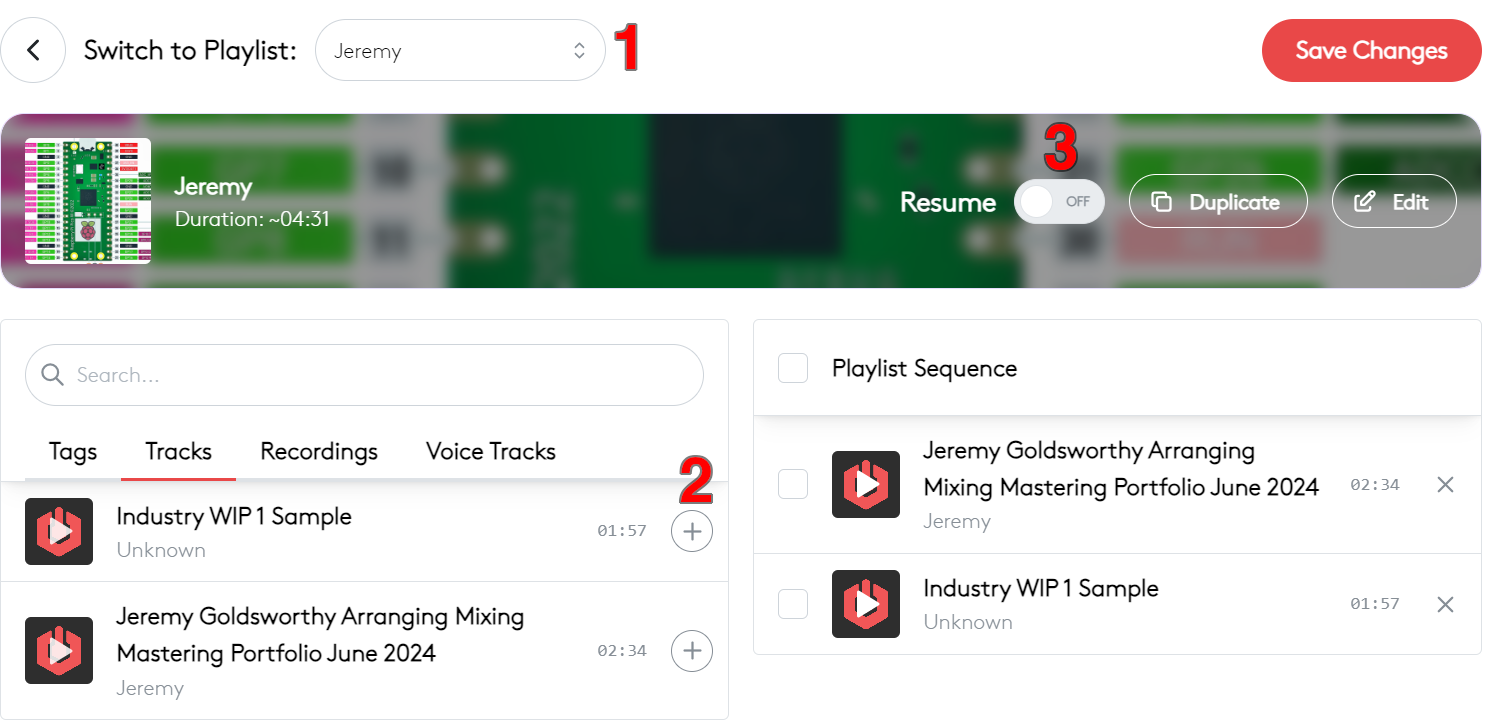 Switch to Playlist:
Jeremy
1
Save Changes
Jeremy
Duration: ~04:31
3
Resume
OFF
Duplicate
Edit
Search...
Tags
Tracks
Recordings
Voice Tracks
2
Industry WIP 1 Sample
Unknown
01:57
Jeremy Goldsworthy Arranging Mixing
Mastering Portfolio June 2024
Jeremy
02:34
Playlist Sequence
Jeremy Goldsworthy Arranging
Mixing Mastering Portfolio June 2024
Jeremy
02:34
Industry WIP 1 Sample
Unknown
01:57